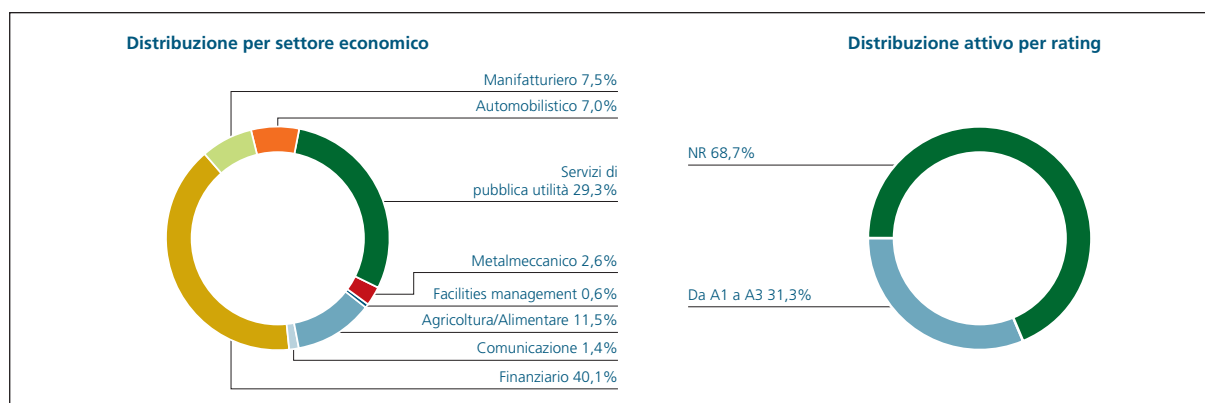 Distribuzione per settore economico
Manifatturiero 7,5%
Automobilistico 7,0%
Servizi di
pubblica utilità 29,3%
Metalmeccanico 2,6%
Facilities management 0,6%
Agricoltura/Alimentare 11,5%
Comunicazione 1,4%
Finanziario 40,1%
Distribuzione attivo per rating
NR 68,7%
Da A1 a A3 31,3%